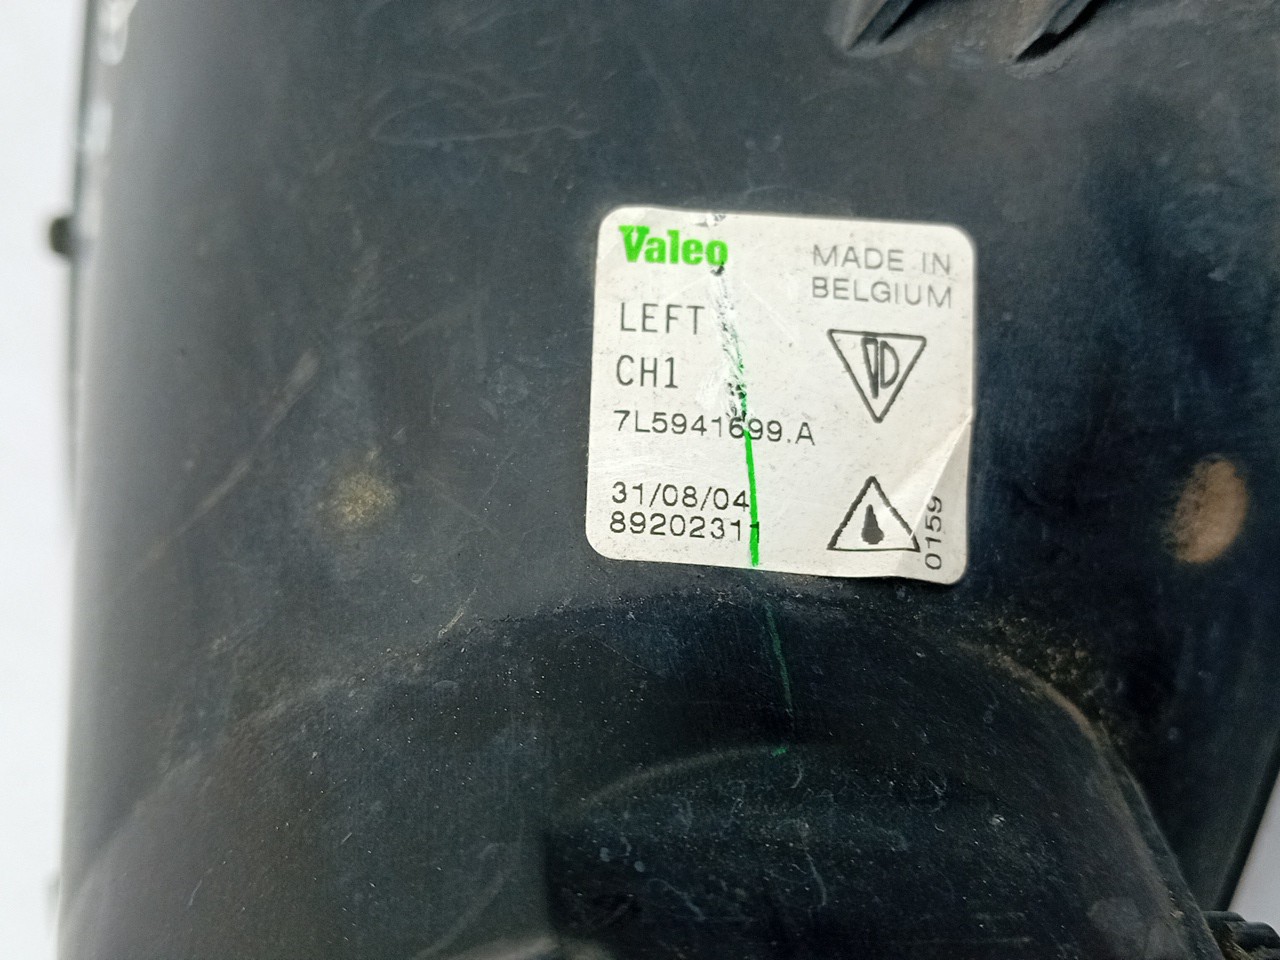 Valeo
MADE IN
BELGIUM
LEFT
CH1
7L5941699.A
31/08/04
89202311
0159